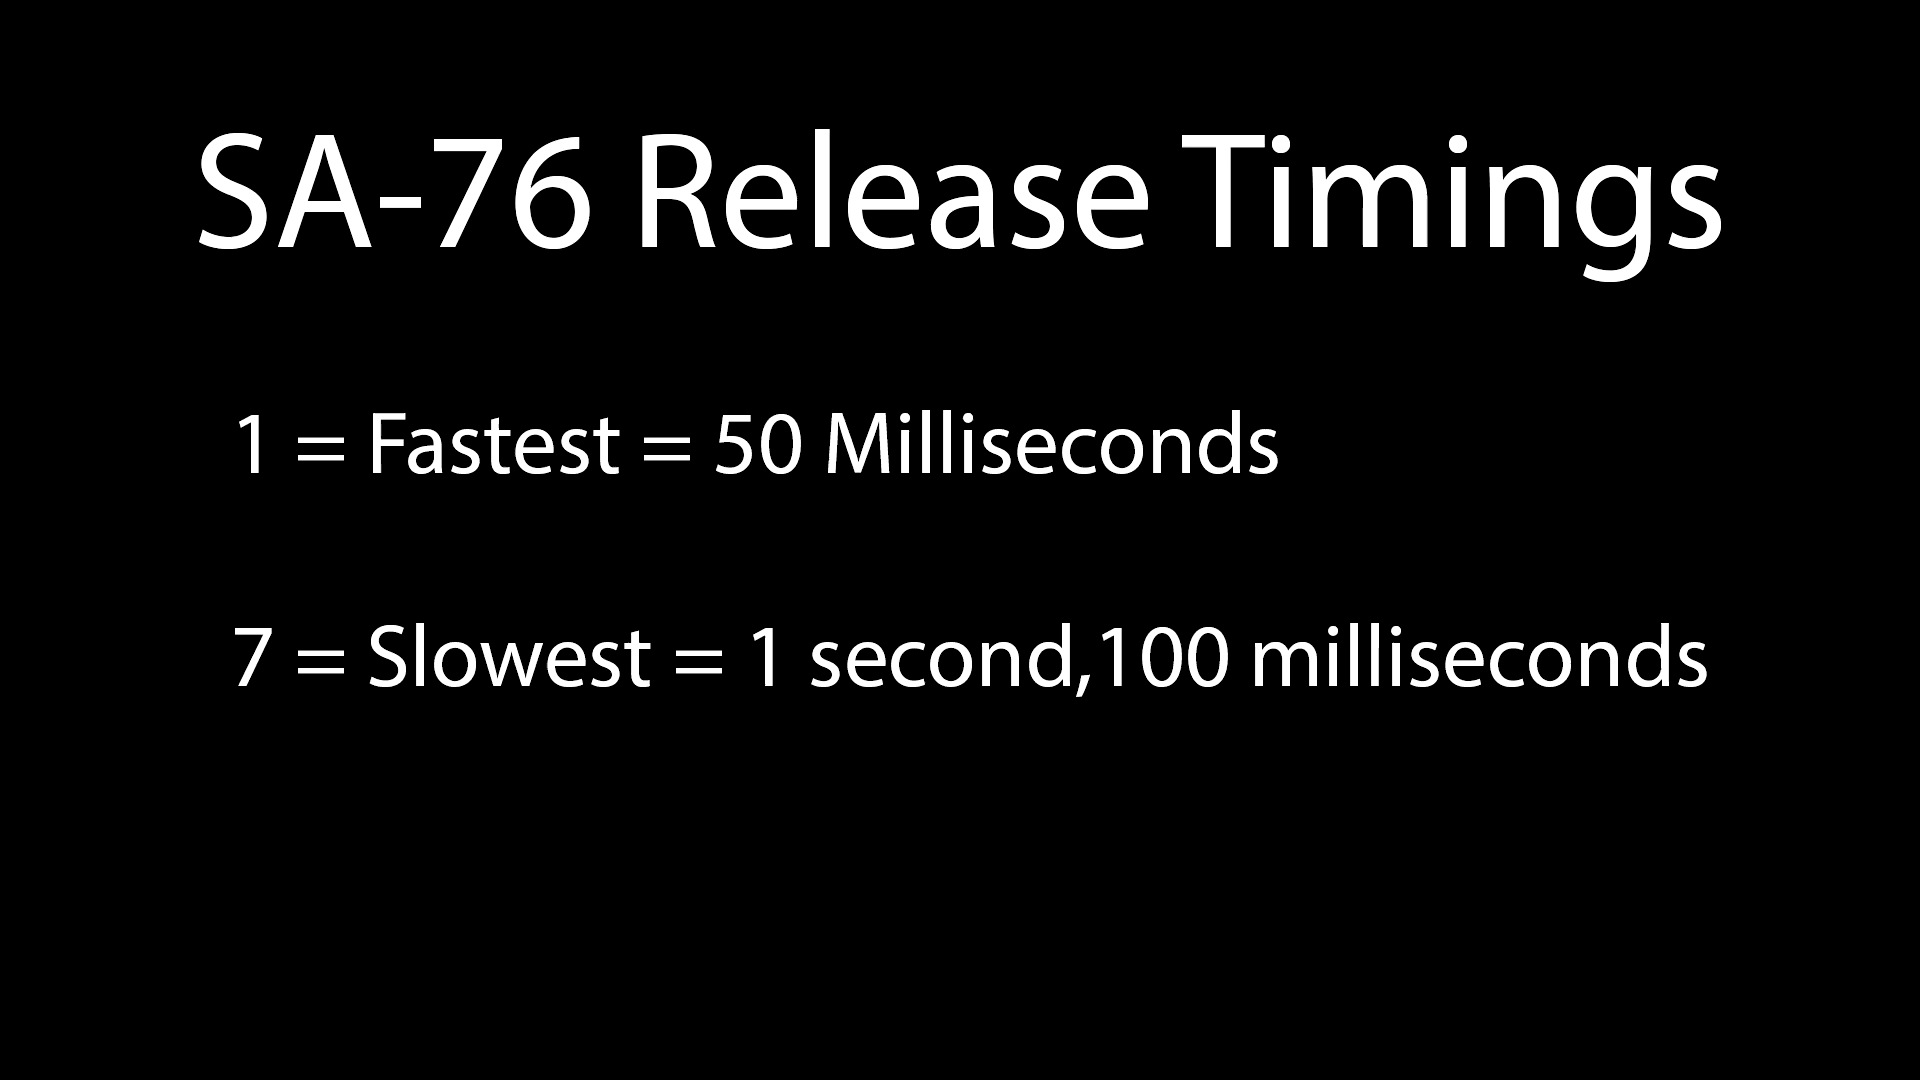 SA-76 Release Timings
1 = Fastest = 50 Milliseconds
7 = Slowest = 1 second,100 milliseconds